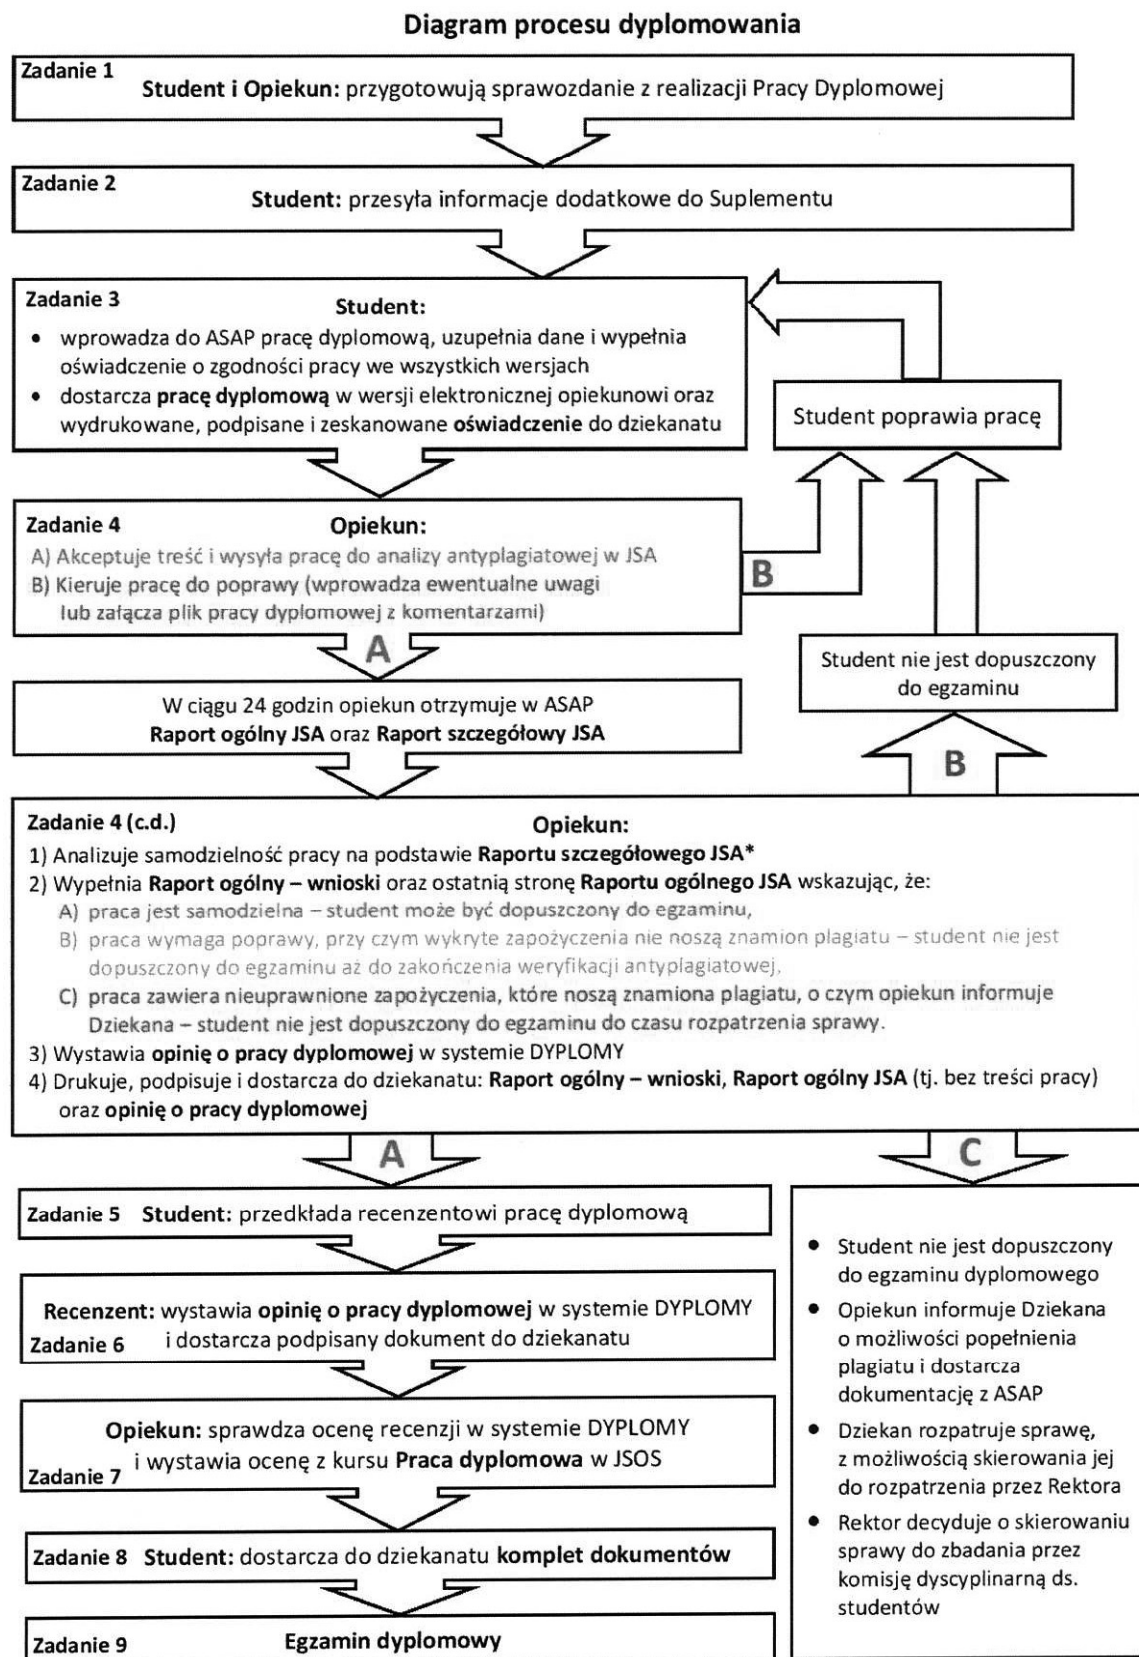 Diagram procesu dyplomowania
Zadanie 1
Student i Opiekun: przygotowują sprawozdanie z realizacji Pracy Dyplomowej
Zadanie 2
Student: przesyła informacje dodatkowe do Suplementu
Zadanie 3
Student:
• wprowadza do ASAP pracę dyplomową, uzupełnia dane i wypełnia
oświadczenie o zgodności pracy we wszystkich wersjach
• dostarcza pracę dyplomową w wersji elektronicznej opiekunowi oraz
wydrukowane, podpisane i zeskanowane oświadczenie do dziekanatu
Student poprawia pracę
Zadanie 4
Opiekun:
A) Akceptuje treść i wysyła pracę do analizy antyplagiatowej w JSA
B) Kieruje pracę do poprawy (wprowadza ewentualne uwagi
lub załącza plik pracy dyplomowej z komentarzami)
B
A
Student nie jest dopuszczony
do egzaminu
W ciągu 24 godzin opiekun otrzymuje w ASAP
Raport ogólny JSA oraz Raport szczegółowy JSA
B
Zadanie 4 (c.d.)
Opiekun:
1) Analizuje samodzielność pracy na podstawie Raportu szczegółowego JSA*
2) Wypełnia Raport ogólny – wnioski oraz ostatnią stronę Raportu ogólnego JSA wskazując, że:
A) praca jest samodzielna – student może być dopuszczony do egzaminu,
B) praca wymaga poprawy, przy czym wykryte zapożyczenia nie noszą znamion plagiatu – student nie jest
dopuszczony do egzaminu aż do zakończenia weryfikacji antyplagiatowej,
C) praca zawiera nieuprawnione zapożyczenia, które noszą znamiona plagiatu, o czym opiekun informuje
Dziekana – student nie jest dopuszczony do egzaminu do czasu rozpatrzenia sprawy.
3) Wystawia opinię o pracy dyplomowej w systemie DYPLOMY
4) Drukuje, podpisuje i dostarcza do dziekanatu: Raport ogólny – wnioski, Raport ogólny JSA (tj. bez treści pracy)
oraz opinię o pracy dyplomowej
A
C
Zadanie 5 Student: przedkłada recenzentowi pracę dyplomową
Recenzent: wystawia opinię o pracy dyplomowej w systemie DYPLOMY
Zadanie 6 i dostarcza podpisany dokument do dziekanatu
Opiekun: sprawdza ocenę recenzji w systemie DYPLOMY
Zadanie 7 i wystawia ocenę z kursu Praca dyplomowa w JSOS
Zadanie 8 Student: dostarcza do dziekanatu komplet dokumentów
Zadanie 9 Egzamin dyplomowy
• Student nie jest dopuszczony
do egzaminu dyplomowego
• Opiekun informuje Dziekana
o możliwości popełnienia
plagiatu i dostarcza
dokumentację z ASAP
• Dziekan rozpatruje sprawę,
z możliwością skierowania jej
do rozpatrzenia przez Rektora
• Rektor decyduje o skierowaniu
sprawy do zbadania przez
komisję dyscyplinarną ds.
studentów